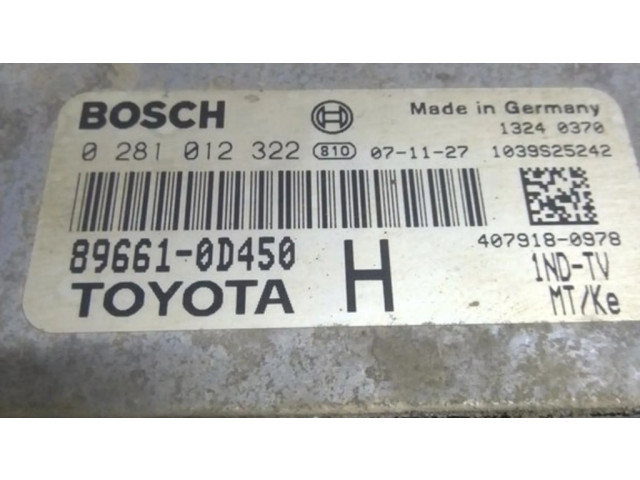 BOSCH Made in Germany
1324 0370
0 281 012 322 810 07-11-27 1039S25242
407918-0978
89661-0D450 H 1ND-TV
TOYOTA MT/Ke